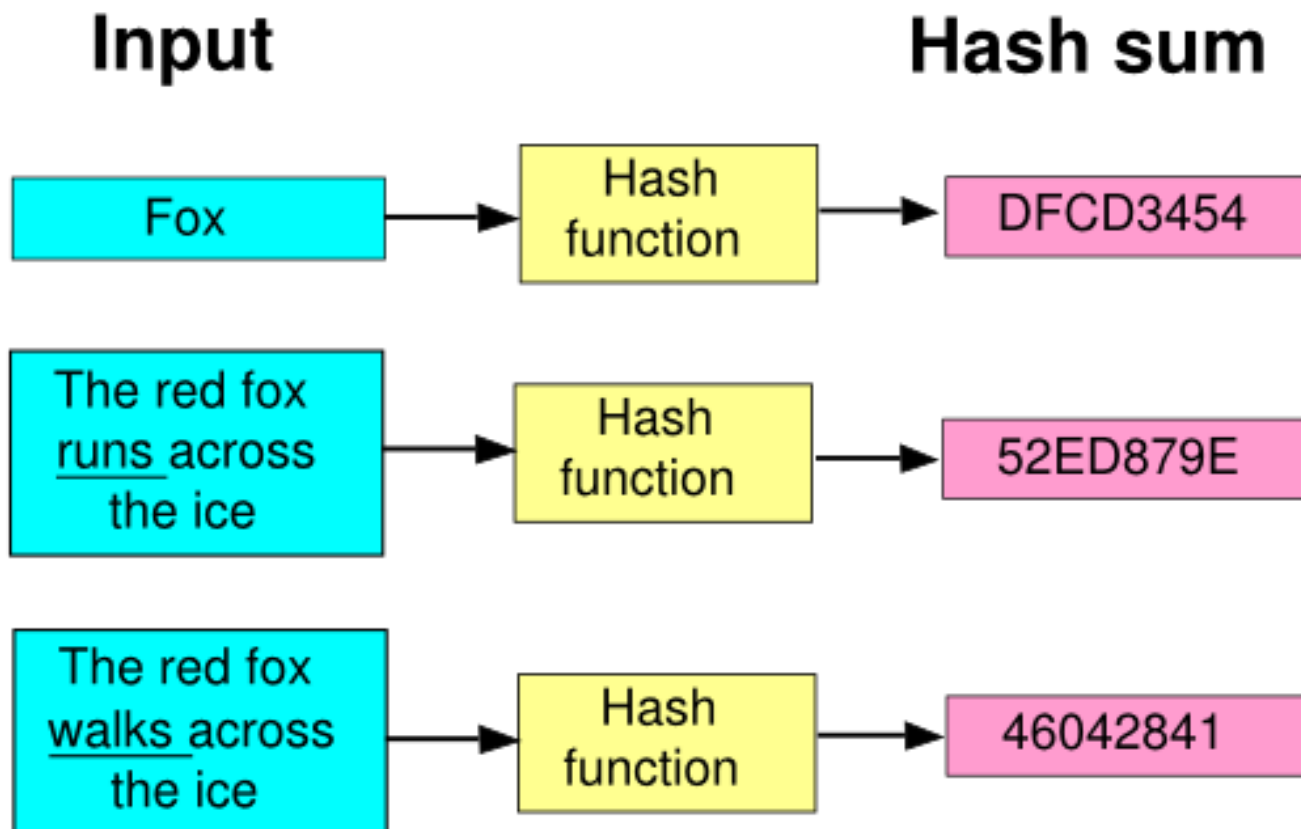 Input
Hash sum
Fox
Hash
function
DFCD3454
The red fox
runs across
the ice
Hash
function
52ED879E
The red fox
walks across
the ice
Hash
function
46042841